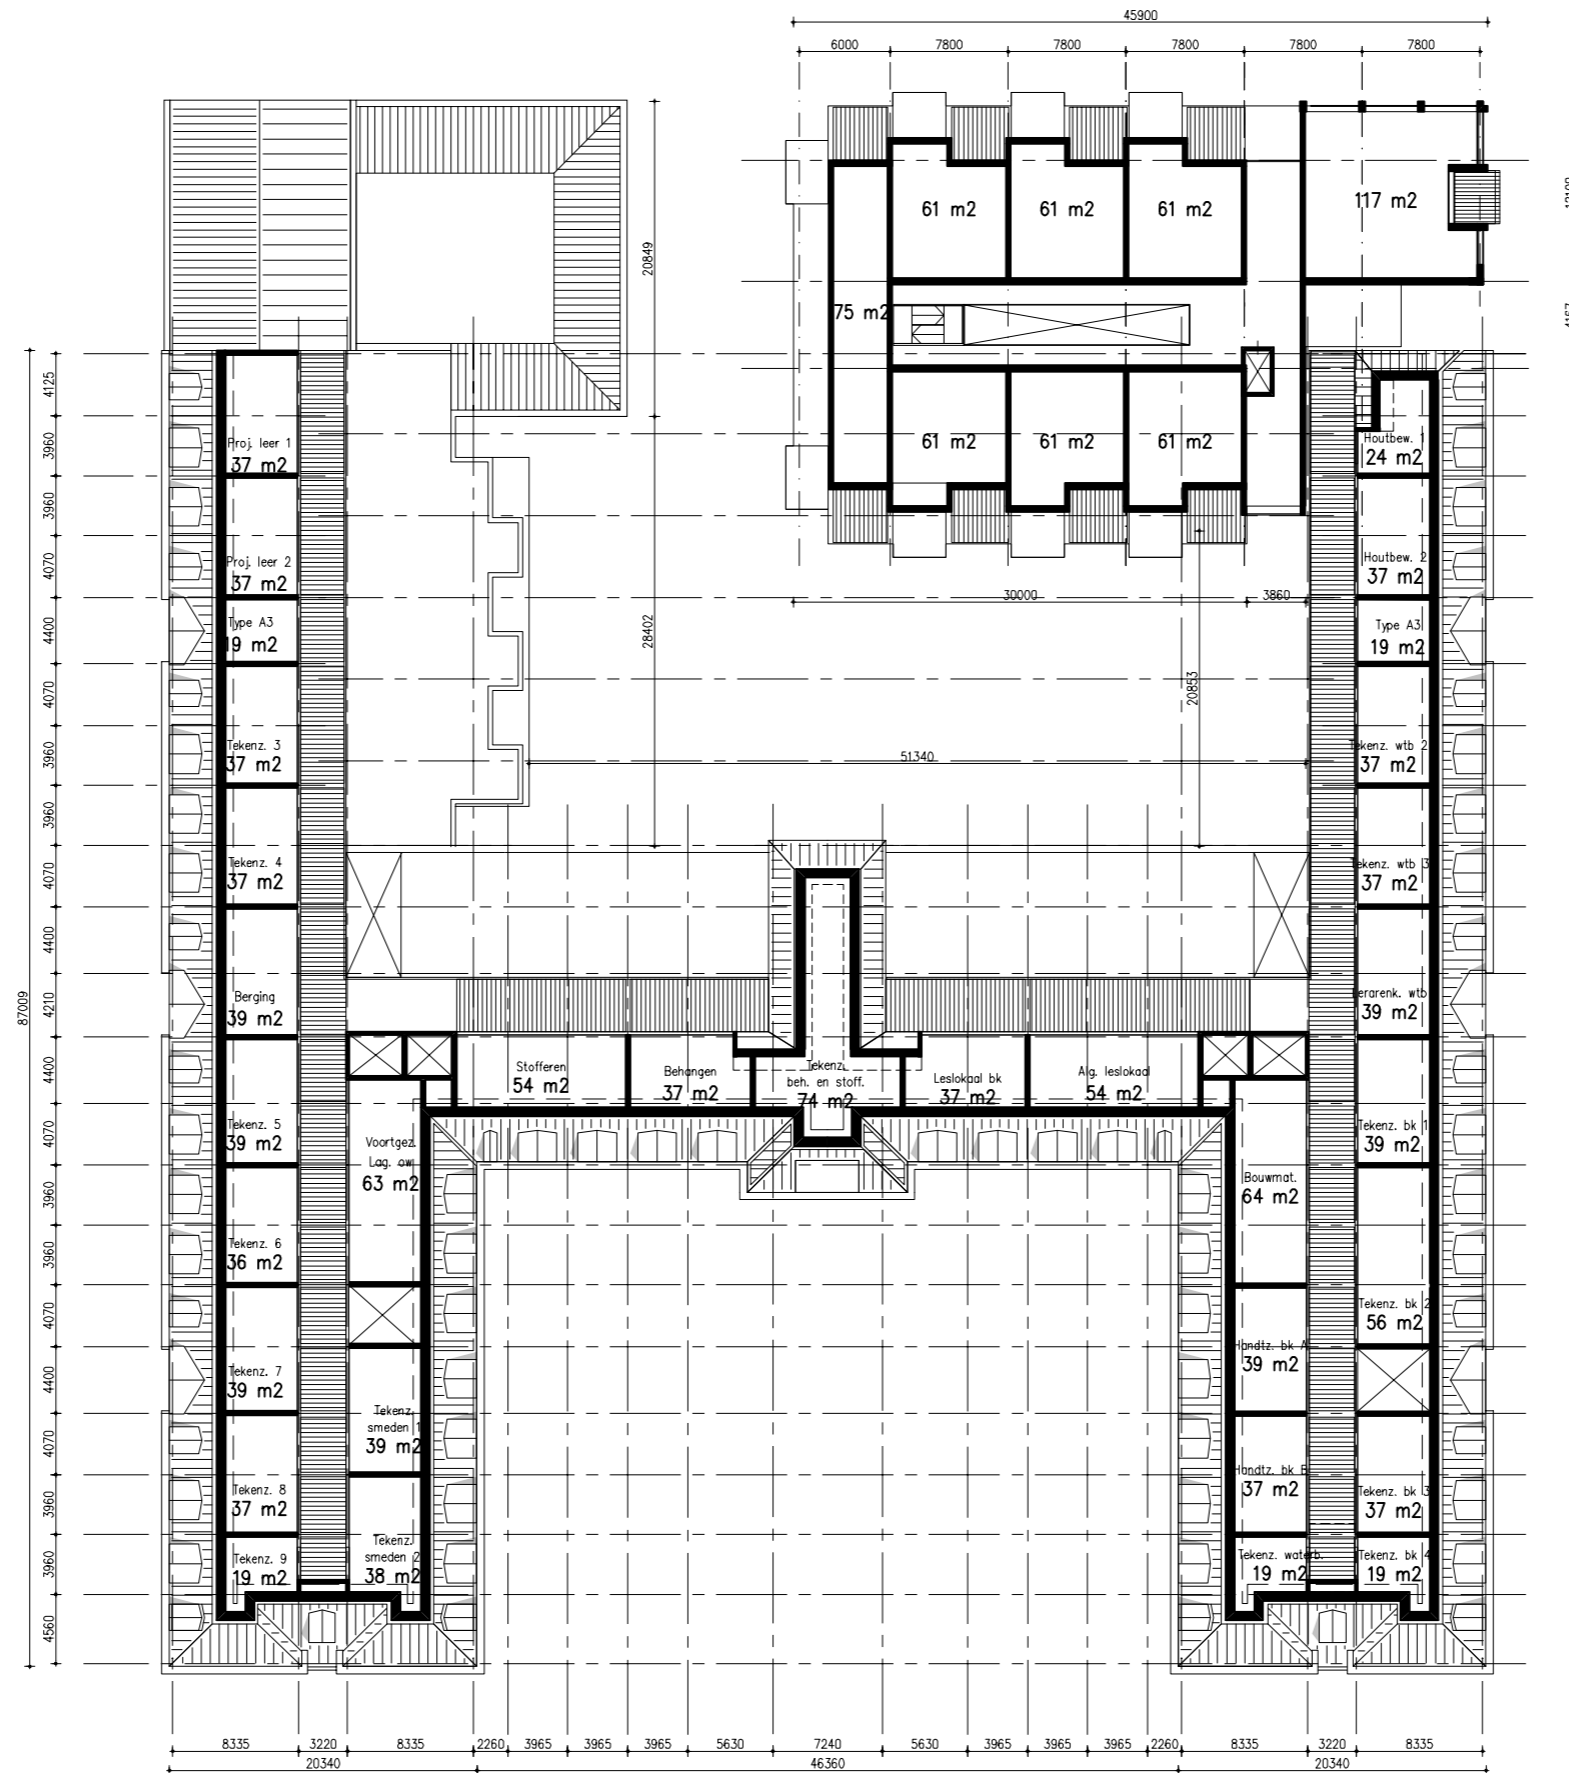 45900
6000 7800 7800 7800 7800 7800
61 m2 61 m2 61 m2 117 m2
20849
75 m2
4125
3960
3960
4070
4400
4070
3960
3960
4070
4400
4210
4400
4070
3960
3960
4070
4400
4070
3960
3960
4560
87009
61 m2 61 m2 61 m2
Proj. leer 1
37 m2
Houtbew. 1
24 m2
Proj. leer 2
37 m2
Houtbew. 2
37 m2
30000 3860
28402
20853
Type A3
19 m2
Type A3
19 m2
Tekenz. 3
37 m2
51340
Tekenz. wtb 2
37 m2
Tekenz. 4
37 m2
Tekenz. wtb 3
37 m2
Berging
39 m2
Lerarenk. wtb
39 m2
Stofferen
54 m2
Behangen
37 m2
Tekenz.
beh. en stoff.
74 m2
Leslokaal bk
37 m2
Alg. leslokaal
54 m2
Tekenz. 5
39 m2
Voortgez.
Lag. ow
63 m2
Tekenz. bk 1
39 m2
Bouwmat.
64 m2
Tekenz. 6
36 m2
Tekenz. bk 2
56 m2
Tekenz. 7
39 m2
Handtz. bk A
39 m2
Tekenz.
smeden 1
39 m2
Tekenz. 8
37 m2
Handtz. bk B
37 m2
Tekenz. bk 3
37 m2
Tekenz. 9
19 m2
Tekenz.
smeden 2
38 m2
Tekenz. waterb.
19 m2
Tekenz. bk 4
19 m2
8335 3220 8335 2260 3965 3965 3965 5630 7240 5630 3965 3965 3965 2260 8335 3220 8335
20340 46360 20340